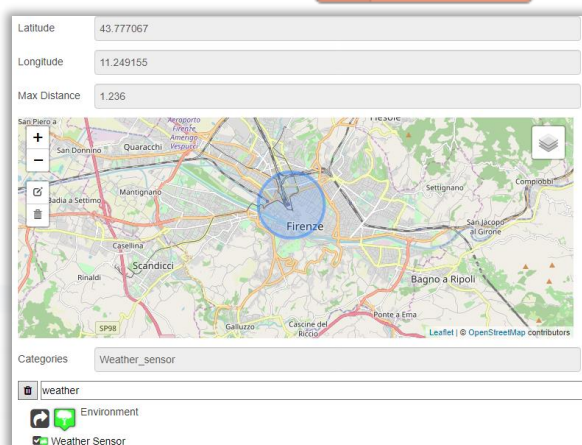 Latitude
43.777067
Longitude
11.249155
Max Distance
1.236
San Piero a
Aeroporto
Firenze
Amerigo
Vespucci
San Donnino
Quaracchi
Badia a Settimo
Mantignano
Settignano
Compiobbi
Firenze
San Jacopo
al Girone
Casellina
Scandicci
Rinaldi
Bagno a Ripoli
Ponte a Ema
SP98
Galluzzo
Cascine del
Riccio
Leaflet | © OpenStreetMap contributors
Categories
Weather_sensor
weather
Environment
Weather Sensor